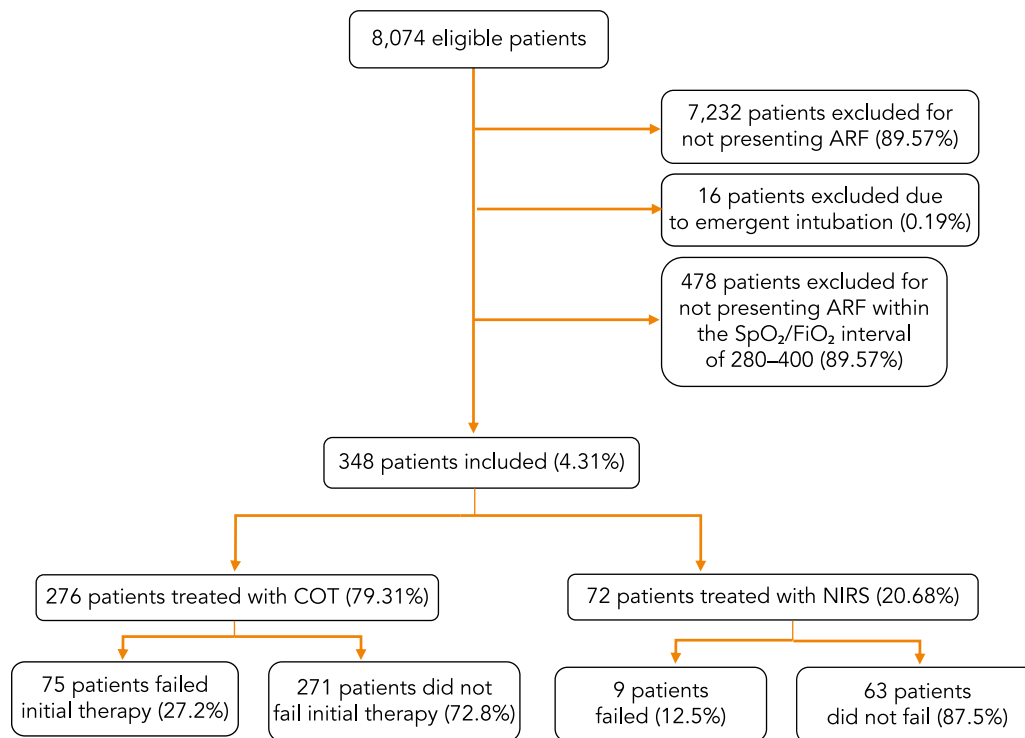 8,074 eligible patients
7,232 patients excluded for
not presenting ARF (89.57%)
16 patients excluded due
to emergent intubation (0.19%)
478 patients excluded for
not presenting ARF within
the SpO₂/FiO₂ interval
of 280–400 (89.57%)
348 patients included (4.31%)
276 patients treated with COT (79.31%)
72 patients treated with NIRS (20.68%)
75 patients failed
initial therapy (27.2%)
271 patients did not
fail initial therapy (72.8%)
9 patients
failed (12.5%)
63 patients
did not fail (87.5%)